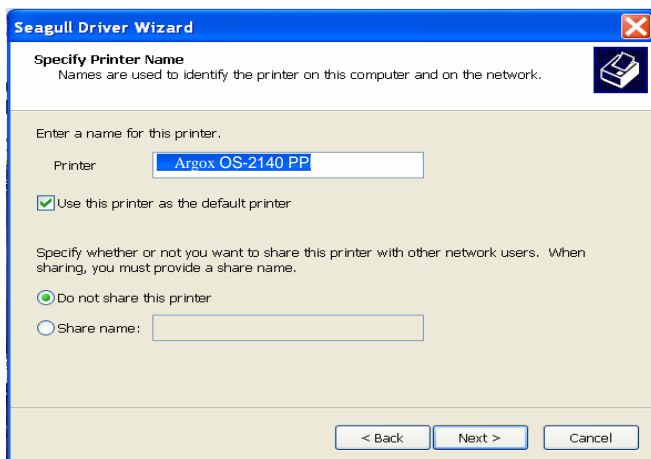 Seagull Driver Wizard
Specify Printer Name
Names are used to identify the printer on this computer and on the network.
Enter a name for this printer.
Printer
Argox OS-2140 PP
Use this printer as the default printer
Specify whether or not you want to share this printer with other network users. When
sharing, you must provide a share name.
Do not share this printer
Share name:
< Back
Next >
Cancel